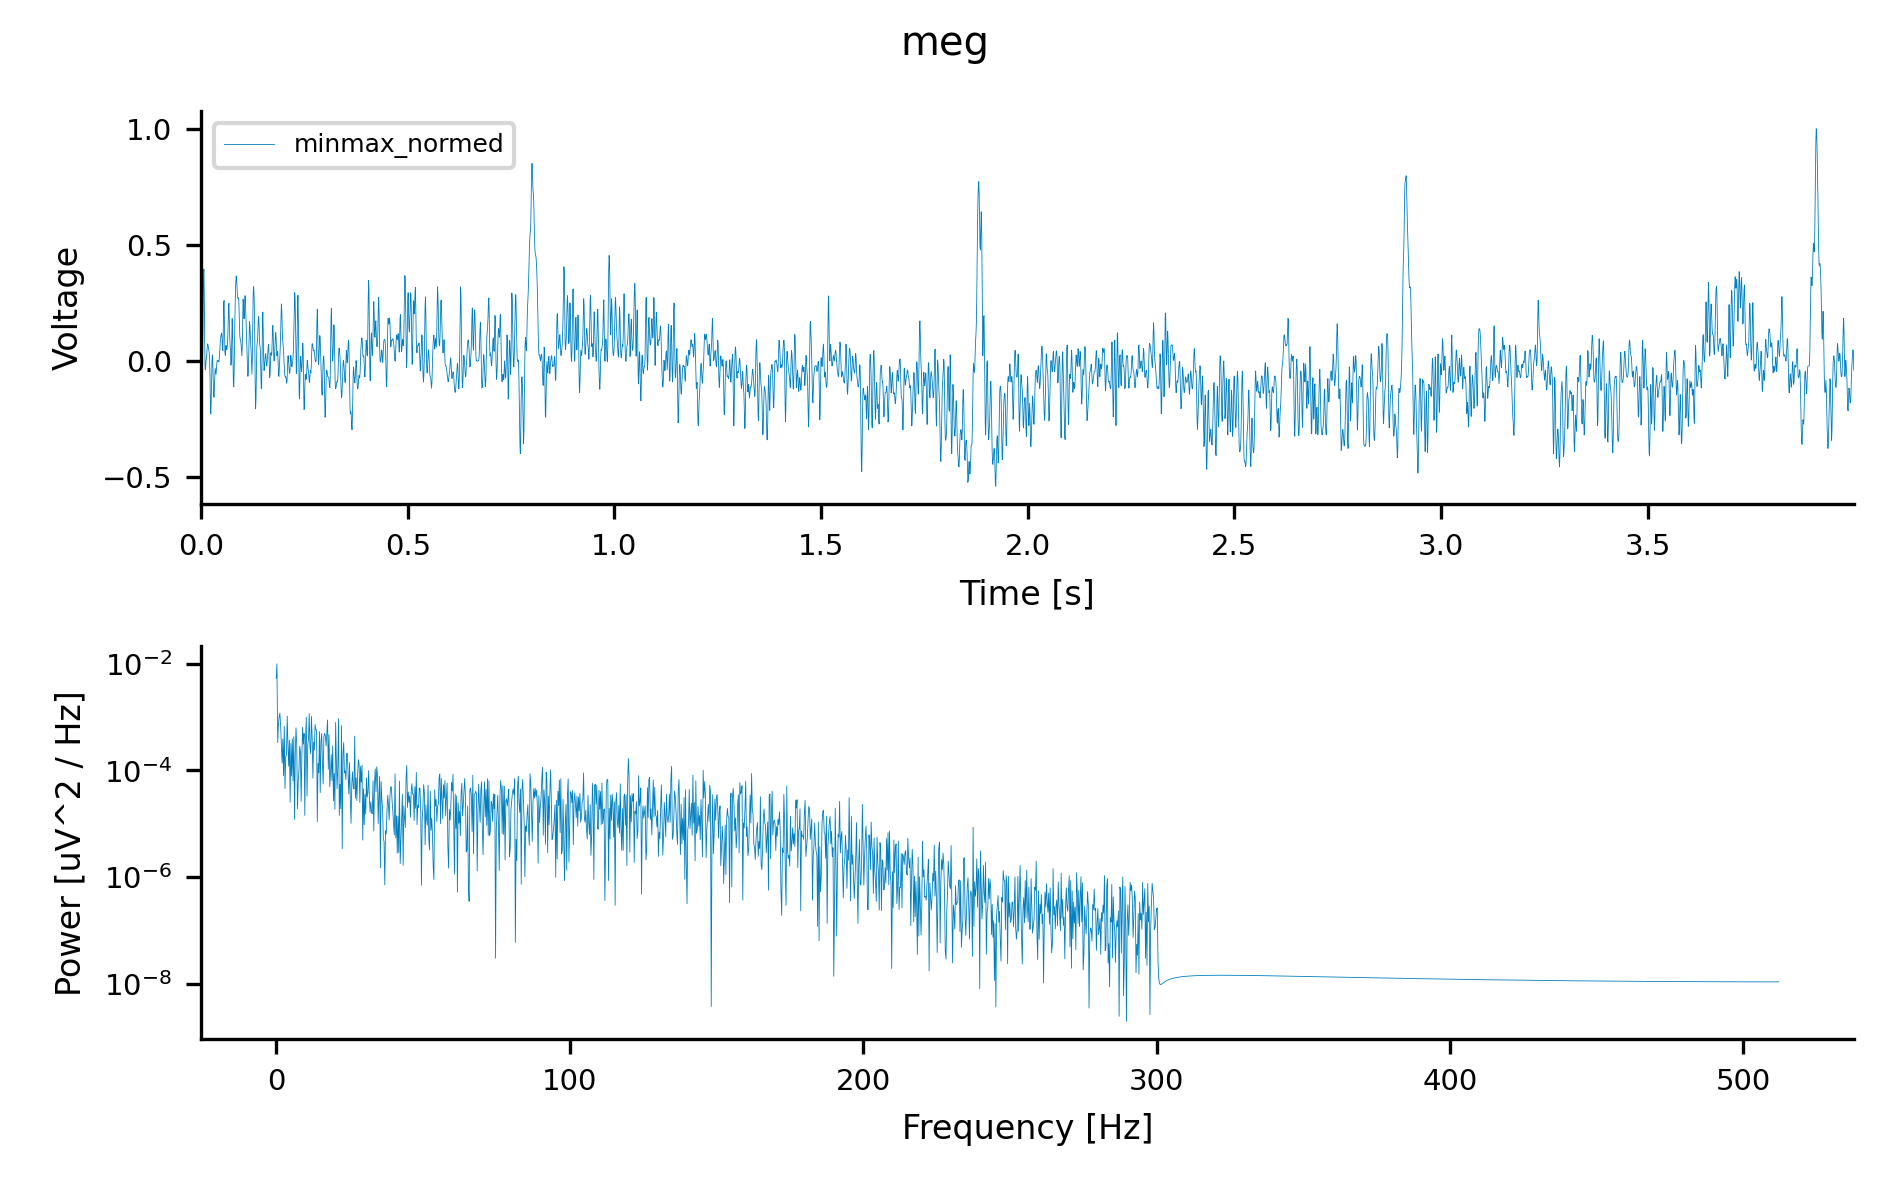 meg
1.0
minmax_normed
0.5
0.0
−0.5
Voltage
0.0 0.5 1.0 1.5 2.0 2.5 3.0 3.5
Time [s]
10⁻²
10⁻⁴
10⁻⁶
10⁻⁸
Power [uV^2 / Hz]
0 100 200 300 400 500
Frequency [Hz]